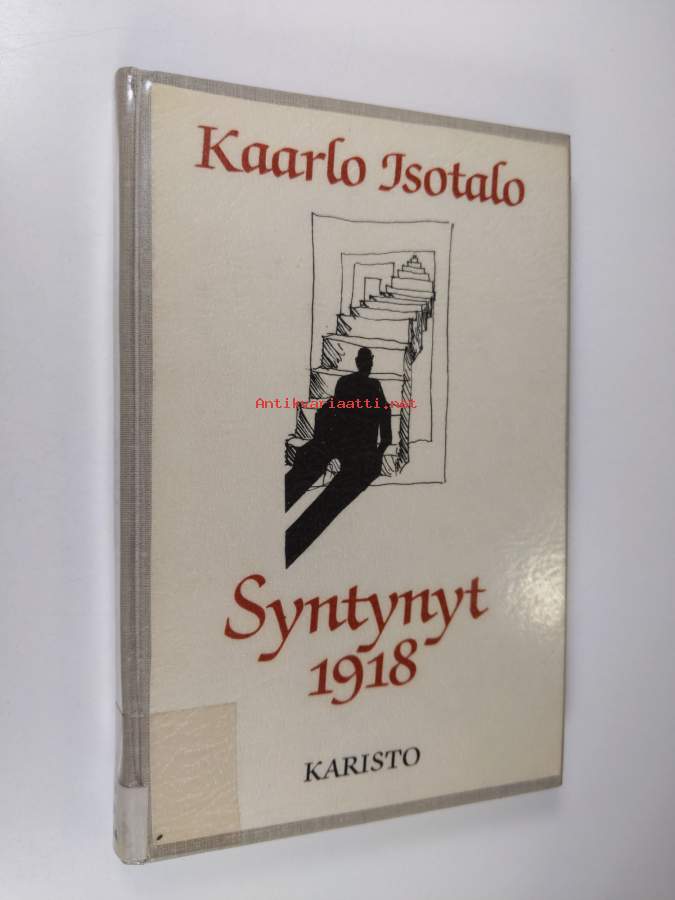 Kaarlo Isotalo
Antikvariaatti.net
Syntynyt
1918
KARISTO